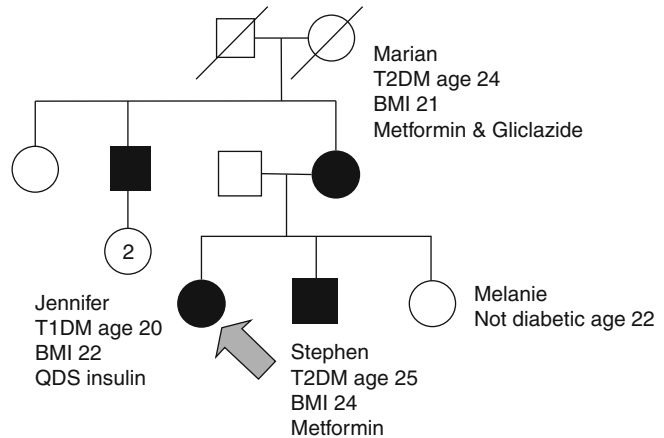 Marian
T2DM age 24
BMI 21
Metformin & Gliclazide
2
Jennifer
T1DM age 20
BMI 22
QDS insulin
Stephen
T2DM age 25
BMI 24
Metformin
Melanie
Not diabetic age 22